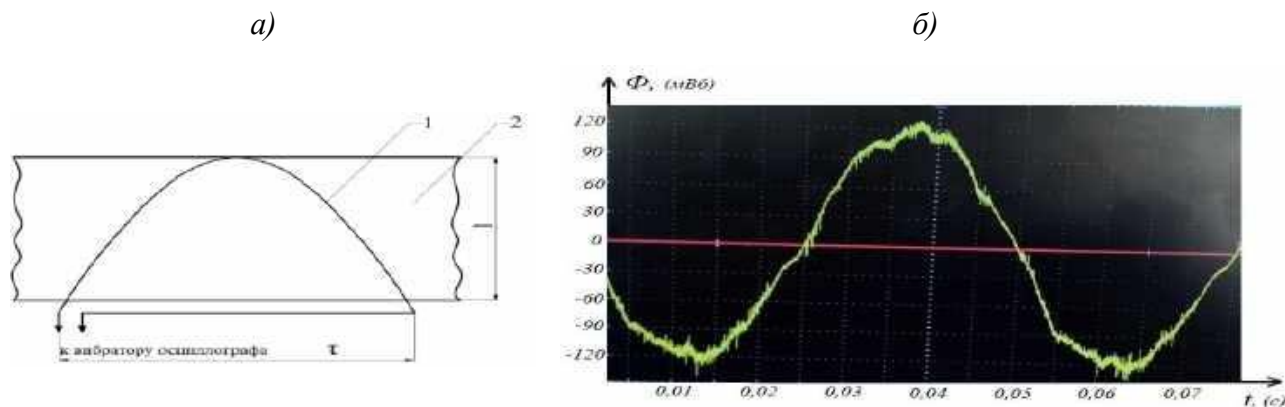 а)
б)
1
2
l
к вибратору осциллографа
τ
Ф, (мВб)
120
90
60
30
0
-30
-60
-90
-120
0,01 0,02 0,03 0,04 0,05 0,06 0,07
t, (c)